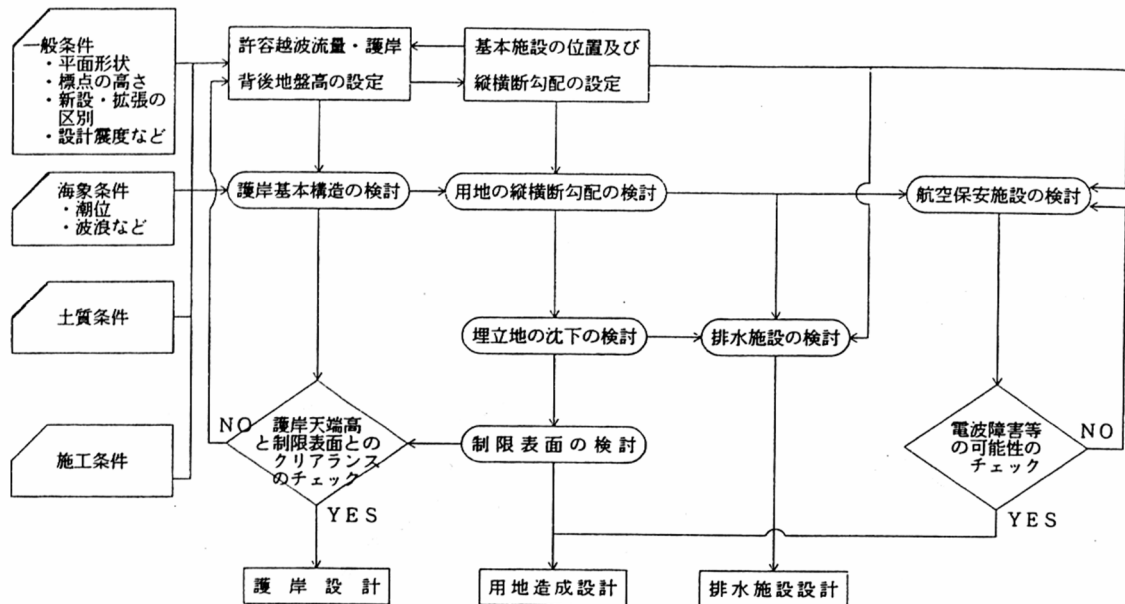 一般条件
・平面形状
・標点の高さ
・新設・拡張の
区別
・設計震度など
許容越波流量・護岸
背後地盤高の設定
基本施設の位置及び
縦横断勾配の設定
海象条件
・潮位
・波浪など
護岸基本構造の検討
用地の縦横断勾配の検討
航空保安施設の検討
土質条件
埋立地の沈下の検討
排水施設の検討
施工条件
NO
護岸天端高
と制限表面との
クリアランス
のチェック
YES
制限表面の検討
電波障害等
の可能性の
チェック
NO
YES
護岸設計
用地造成設計
排水施設設計